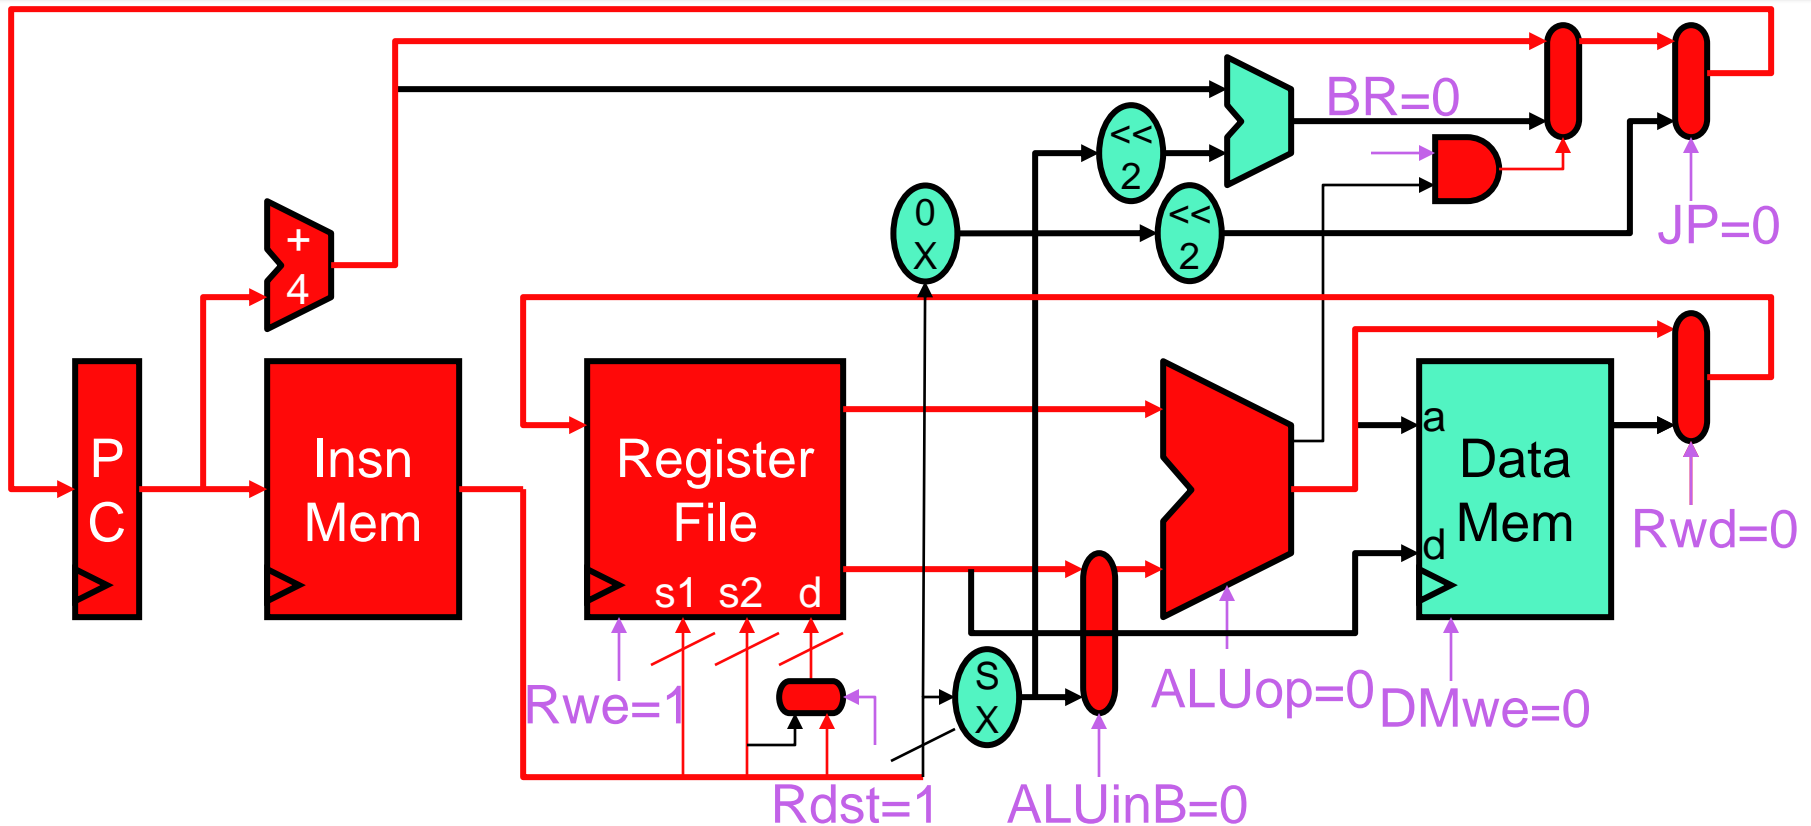 BR=0
<<
2
<<
2
0
X
JP=0
+
4
P
C
Insn
Mem
Register
File
s1 s2 d
a
Data
Mem
d
Rwd=0
Rwe=1
S
X
ALUop=0
DMwe=0
Rdst=1
ALUinB=0